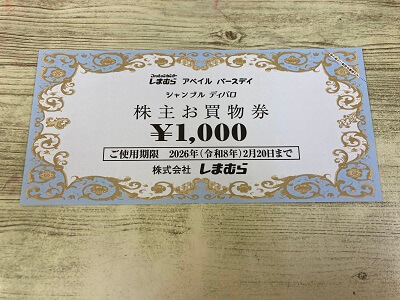 ファッションセンター
しまむら アベイル バースデイ
シャンブル ディバロ
株主お買物券
¥1,000
ご使用期限 2026年(令和8年)2月20日まで
株式会社 しまむら